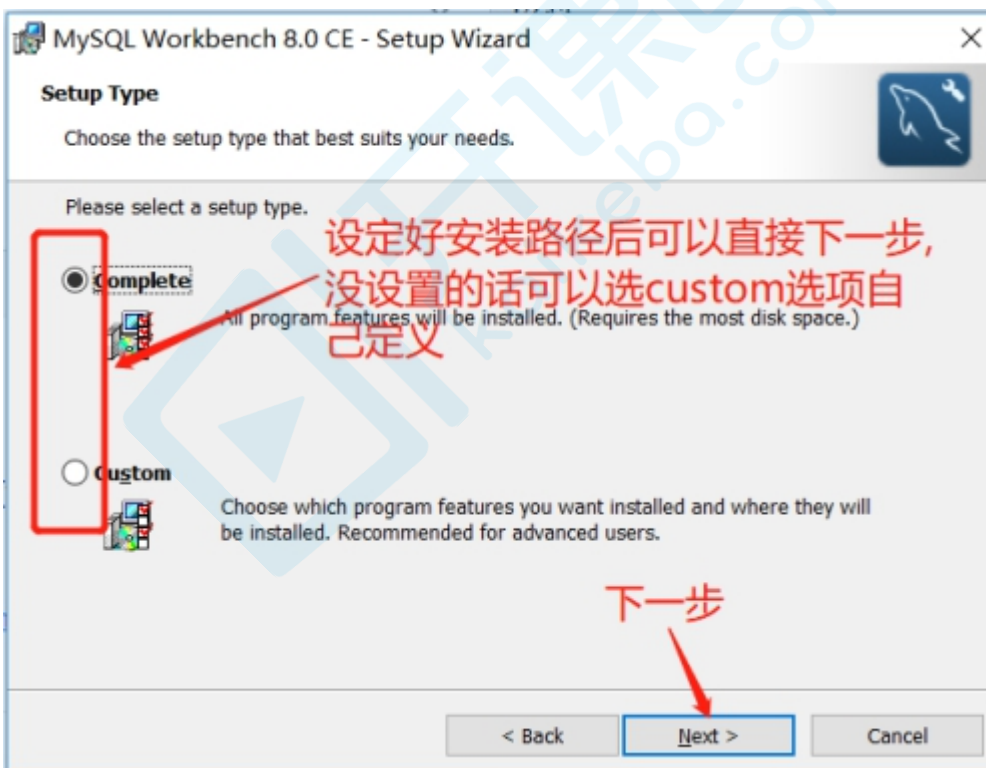 MySQL Workbench 8.0 CE - Setup Wizard
Setup Type
Choose the setup type that best suits your needs.
Please select a setup type.
设定好安装路径后可以直接下一步,
没设置的话可以选custom选项自
己定义
Complete
All program features will be installed. (Requires the most disk space.)
Custom
Choose which program features you want installed and where they will
be installed. Recommended for advanced users.
下一步
< Back
Next >
Cancel